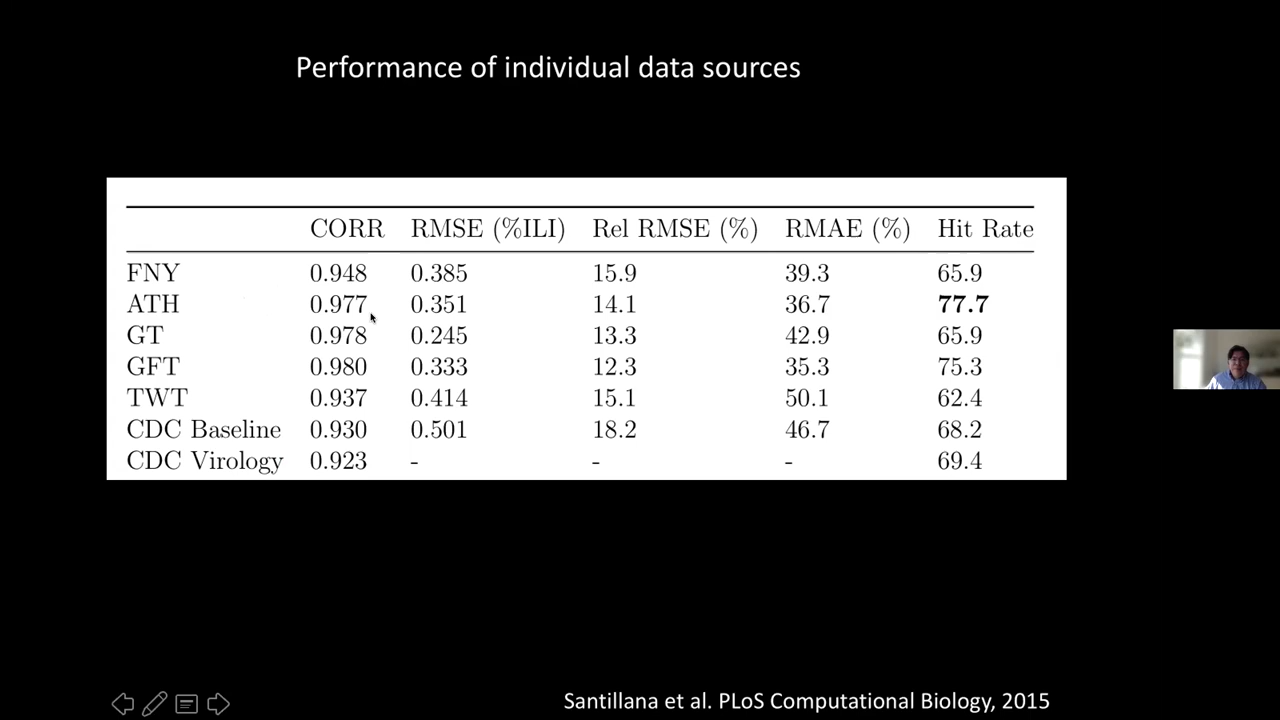 Performance of individual data sources
CORR RMSE (%ILI) Rel RMSE (%) RMAE (%) Hit Rate
FNY 0.948 0.385 15.9 39.3 65.9
ATH 0.977 0.351 14.1 36.7 77.7
GT 0.978 0.245 13.3 42.9 65.9
GFT 0.980 0.333 12.3 35.3 75.3
TWT 0.937 0.414 15.1 50.1 62.4
CDC Baseline 0.930 0.501 18.2 46.7 68.2
CDC Virology 0.923 - - - 69.4
Santillana et al. PLoS Computational Biology, 2015